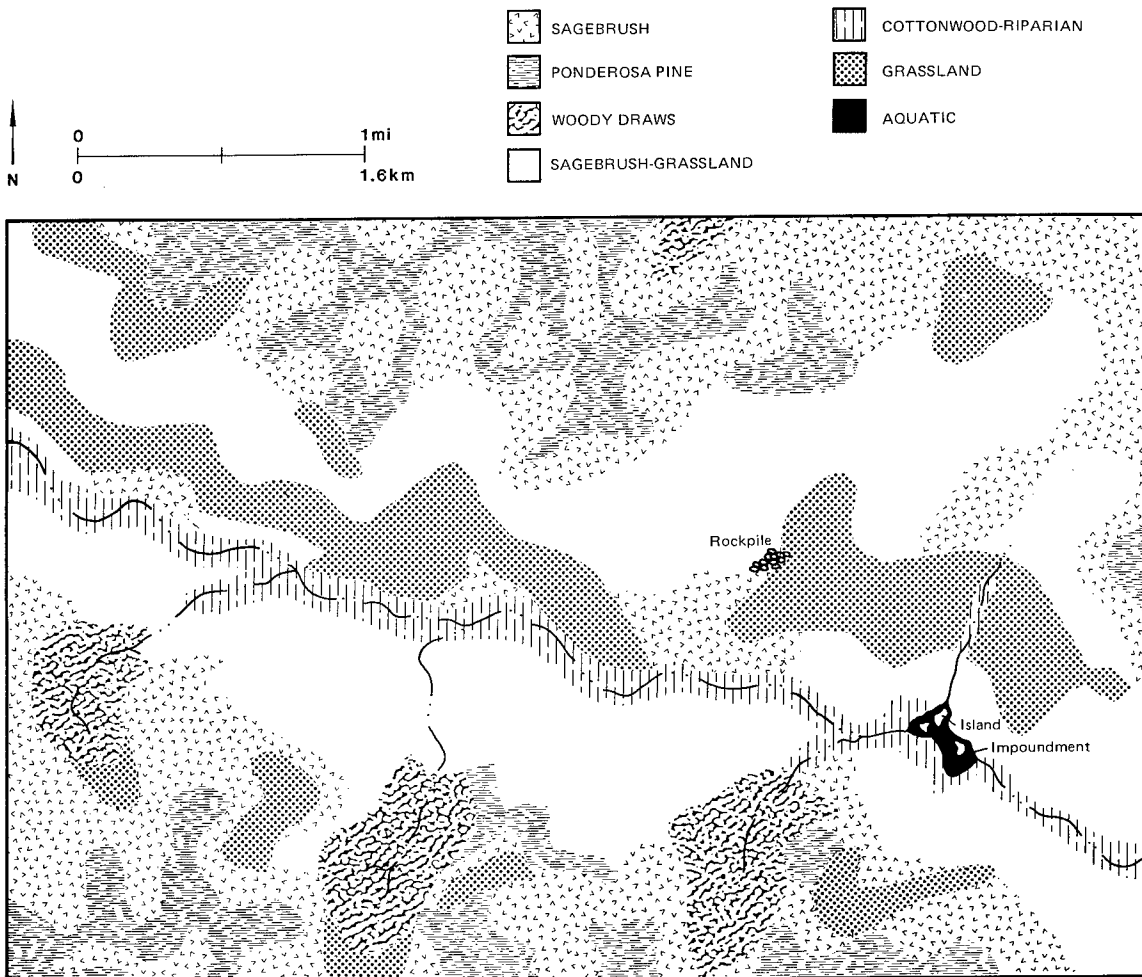 SAGEBRUSH
PONDEROSA PINE
WOODY DRAWS
SAGEBRUSH-GRASSLAND
COTTONWOOD-RIPARIAN
GRASSLAND
AQUATIC
N
0 1mi
0 1.6km
Rockpile
Island
Impoundment